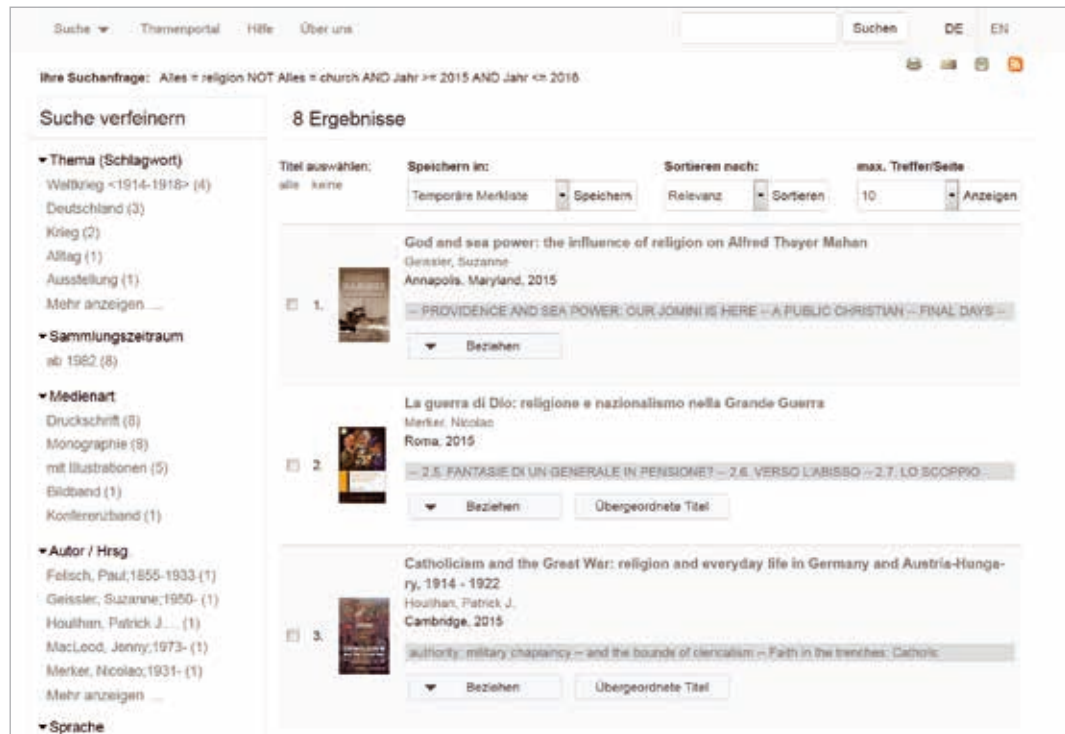 Suche Themenportal Hilfe Über uns Suchen DE EN
Ihre Suchanfrage: Alles = religion NOT Alles = church AND Jahr >= 2015 AND Jahr <= 2016
Suche verfeinern
8 Ergebnisse
Thema (Schlagwort)
Weltkrieg <1914-1918> (4)
Deutschland (3)
Krieg (2)
Alltag (1)
Ausstellung (1)
Mehr anzeigen ....
Sammlungszeitraum
ab 1982 (8)
Medienart
Druckschrift (8)
Monographie (8)
mit Illustrationen (5)
Bildband (1)
Konferenzband (1)
Autor / Hrsg
Felisch, Paul;1855-1933 (1)
Geissler, Suzanne;1950- (1)
Houlihan, Patrick J.... (1)
MacLeod, Jenny;1973- (1)
Merker, Nicolao;1931- (1)
Mehr anzeigen ....
Sprache
Titel auswählen: Speichern in: Sortieren nach: max. Treffer/Seite
alle keine Temporäre Merkliste Speichern Relevanz Sortieren 10 Anzeigen
God and sea power: the influence of religion on Alfred Thayer Mahan
Geissler, Suzanne
Annapolis, Maryland, 2015
1.
-- PROVIDENCE AND SEA POWER: OUR JOMINI IS HERE -- A PUBLIC CHRISTIAN -- FINAL DAYS --
Beziehen
La guerra di Dio: religione e nazionalismo nella Grande Guerra
Merker, Nicolao
Roma, 2015
2.
-- 2.5. FANTASIE DI UN GENERALE IN PENSIONE? -- 2.6. VERSO L'ABISSO -- 2.7. LO SCOPPIO
Beziehen Übergeordnete Titel
Catholicism and the Great War: religion and everyday life in Germany and Austria-Hunga-
ry, 1914 - 1922
Houlihan, Patrick J.
Cambridge, 2015
3.
authority: military chaplaincy -- and the bounds of clericalism -- Faith in the trenches: Catholic
Beziehen Übergeordnete Titel